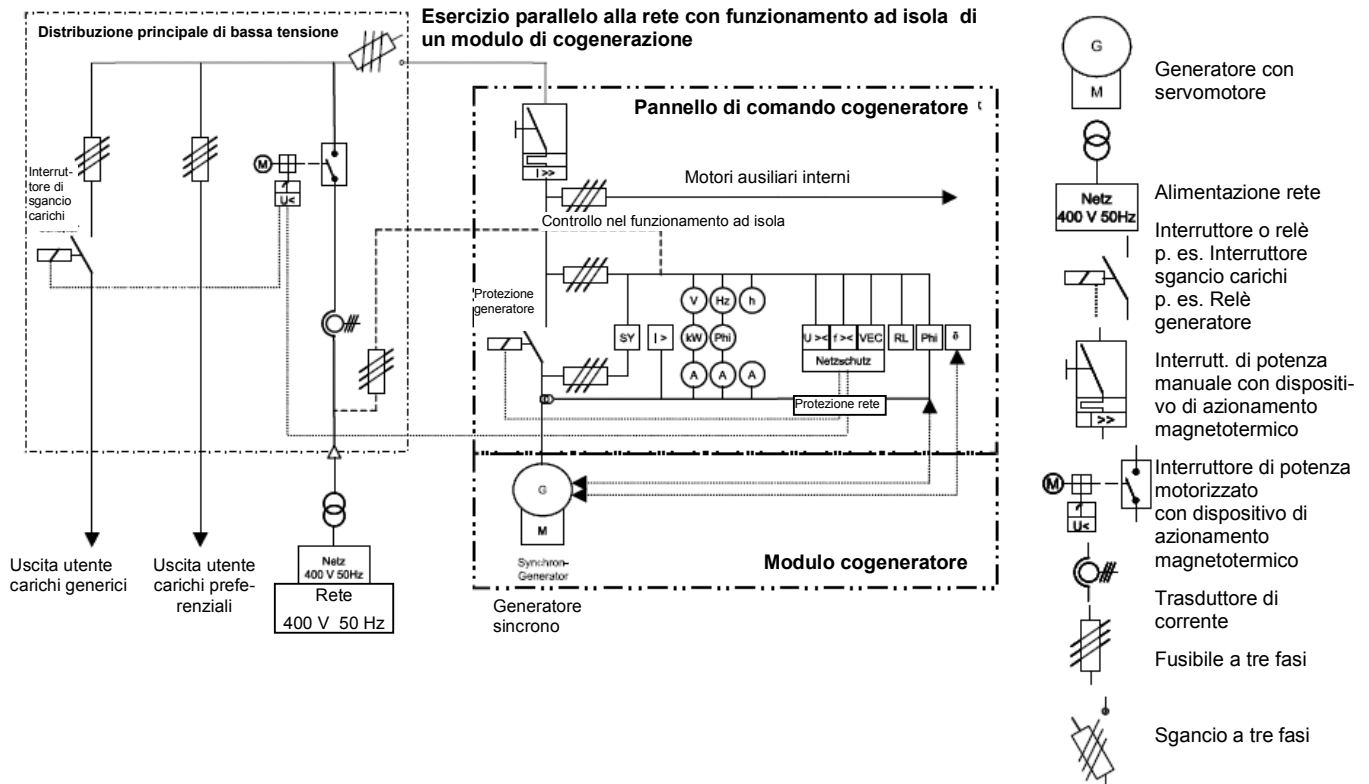 Esercizio parallelo alla rete con funzionamento ad isola di
un modulo di cogenerazione
Distribuzione principale di bassa tensione
Interrut-
tore di
sgancio
carichi
M
U<
Uscita utente
carichi generici
Uscita utente
carichi prefe-
renziali
Netz
400 V 50Hz
Rete
400 V 50 Hz
Pannello di comando cogeneratore
I >>
Motori ausiliari interni
Controllo nel funzionamento ad isola
Protezione
generatore
SY
I >
V
Hz
h
kW
Phi
A
A
A
U ><
f ><
VEC
RL
Phi
ϑ
Netzschutz
Protezione rete
G
M
Synchron-
Generator
Generatore
sincrono
Modulo cogeneratore
G
M
Generatore con
servomotore
Netz
400 V 50Hz
Alimentazione rete
Interruttore o relè
p. es. Interruttore
sgancio carichi
p. es. Relè
generatore
>>
Interrutt. di potenza
manuale con dispositi-
vo di azionamento
magnetotermico
M
U<
Interruttore di potenza
motorizzato
con dispositivo di
azionamento
magnetotermico
Trasduttore di
corrente
Fusibile a tre fasi
Sgancio a tre fasi